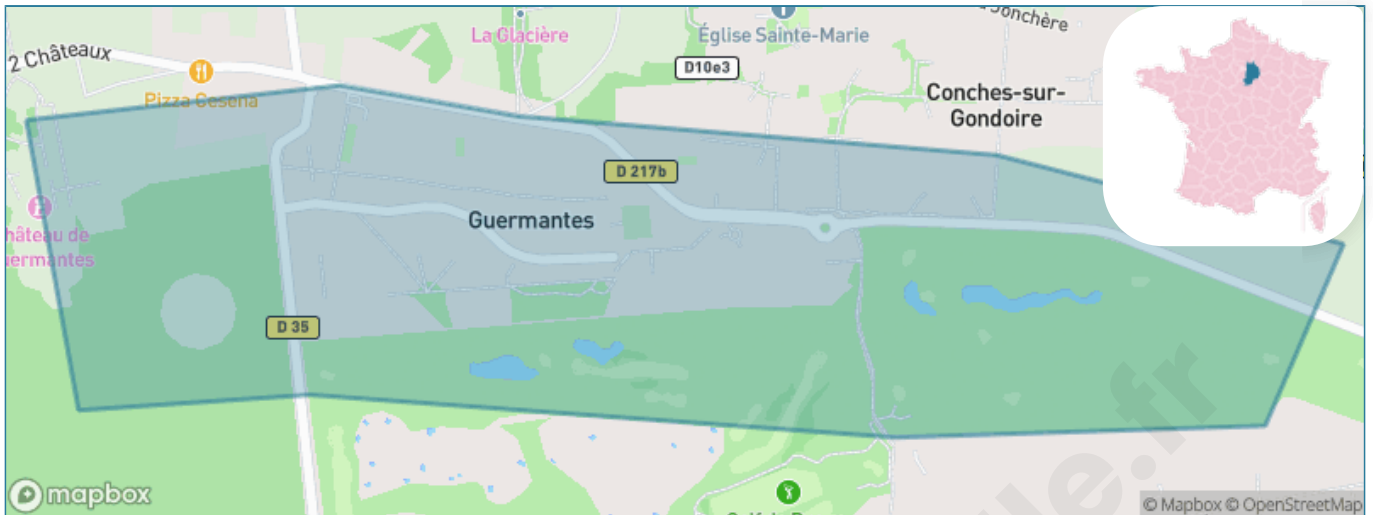 Jonchère
La Glacière
Église Sainte-Marie
2 Châteaux
D10e3
Pizza Cesena
Conches-sur-
Gondoire
D 217b
Guermantes
hâteau de
uermantes
D 35
mapbox
© Mapbox © OpenStreetMap